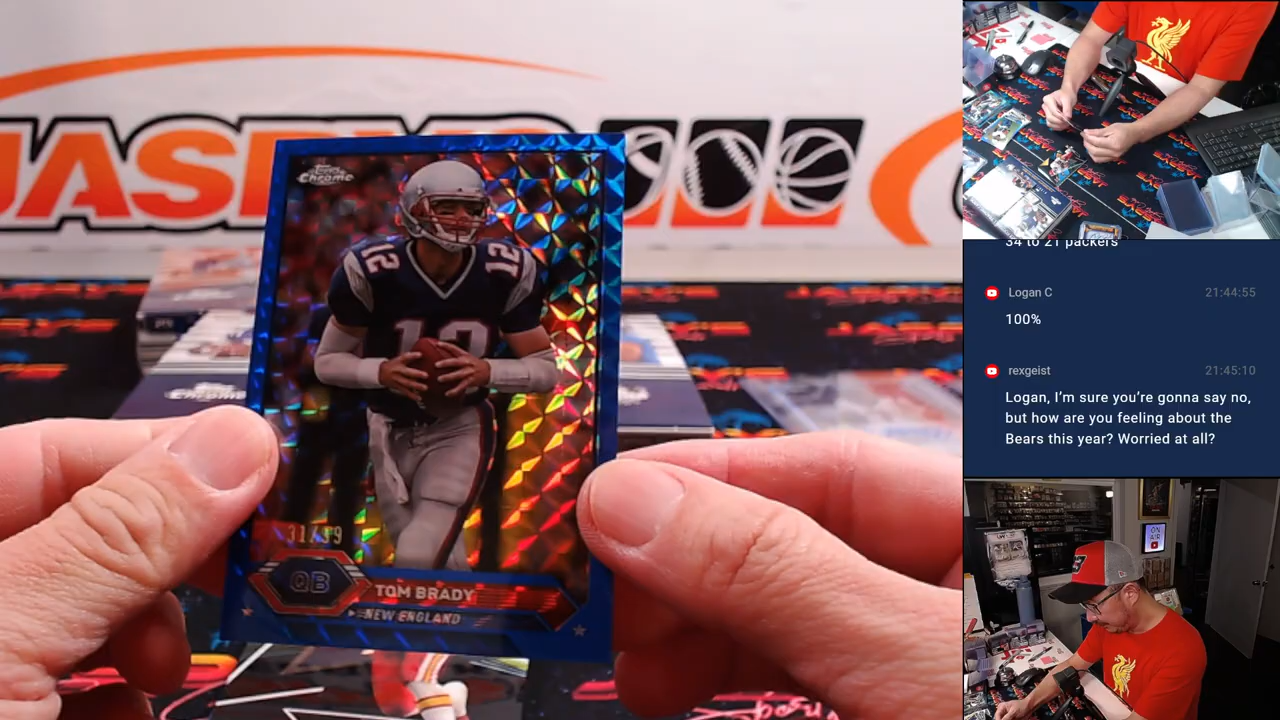 JASPY'S
Topps
Chrome
12
12
12
31/99
QB
TOM BRADY
NEW ENGLAND
Chrome
34 to 21 packers
Logan C 21:44:55
100%
rexgeist 21:45:10
Logan, I'm sure you're gonna say no,
but how are you feeling about the
Bears this year? Worried at all?
ON
AIR